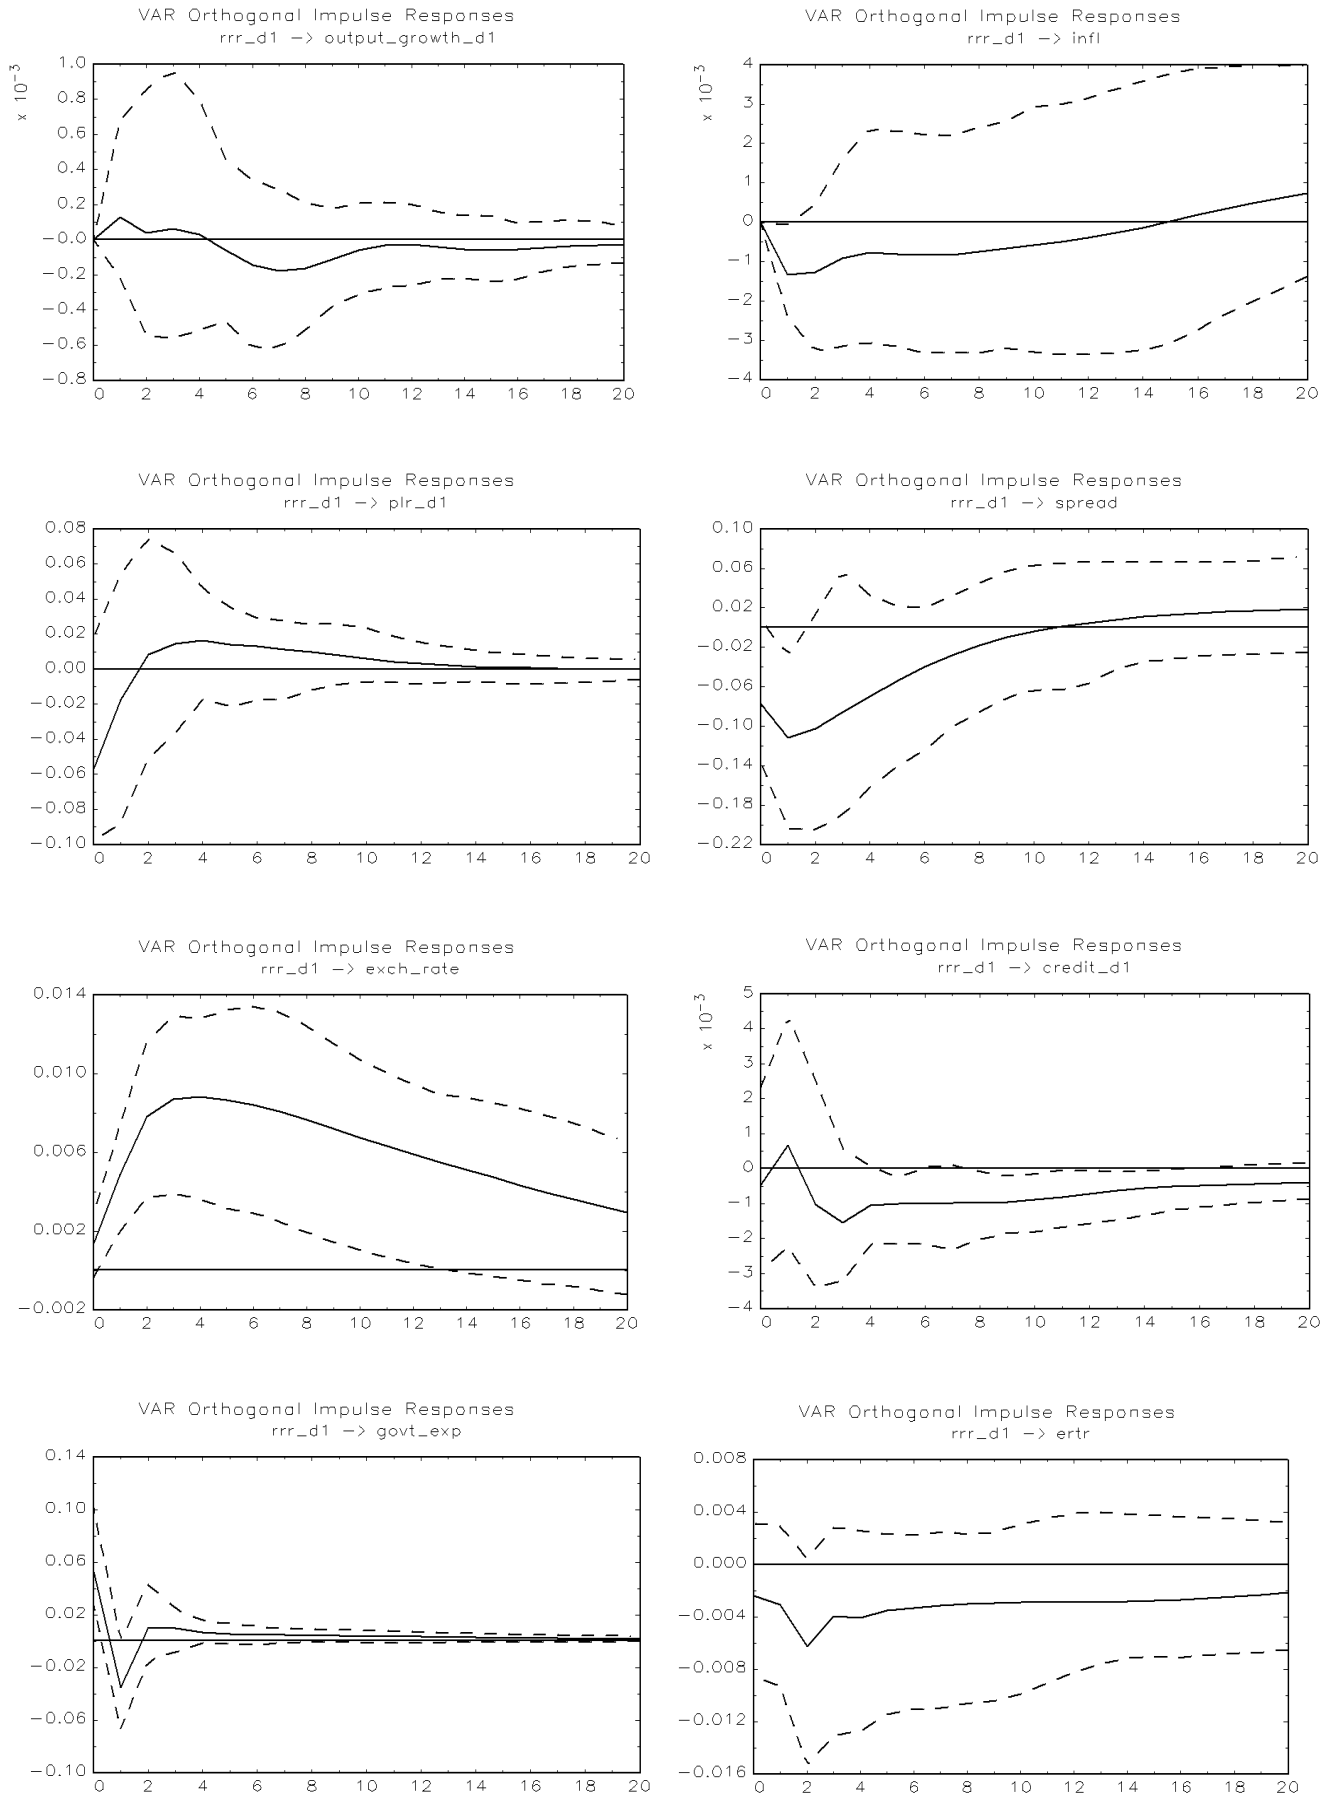 VAR Orthogonal Impulse Responses
rrr_d1 -> output_growth_d1
x 10-3
1.0
0.8
0.6
0.4
0.2
-0.0
-0.2
-0.4
-0.6
-0.8
0 2 4 6 8 10 12 14 16 18 20
VAR Orthogonal Impulse Responses
rrr_d1 -> infl
x 10-3
4
3
2
1
0
-1
-2
-3
-4
0 2 4 6 8 10 12 14 16 18 20
VAR Orthogonal Impulse Responses
rrr_d1 -> plr_d1
0.08
0.06
0.04
0.02
0.00
-0.02
-0.04
-0.06
-0.08
-0.10
0 2 4 6 8 10 12 14 16 18 20
VAR Orthogonal Impulse Responses
rrr_d1 -> spread
0.10
0.06
0.02
-0.02
-0.06
-0.10
-0.14
-0.18
-0.22
0 2 4 6 8 10 12 14 16 18 20
VAR Orthogonal Impulse Responses
rrr_d1 -> exch_rate
0.014
0.010
0.006
0.002
-0.002
0 2 4 6 8 10 12 14 16 18 20
VAR Orthogonal Impulse Responses
rrr_d1 -> credit_d1
x 10-3
5
4
3
2
1
0
-1
-2
-3
-4
0 2 4 6 8 10 12 14 16 18 20
VAR Orthogonal Impulse Responses
rrr_d1 -> govt_exp
0.14
0.10
0.06
0.02
-0.02
-0.06
-0.10
0 2 4 6 8 10 12 14 16 18 20
VAR Orthogonal Impulse Responses
rrr_d1 -> ertr
0.008
0.004
0.000
-0.004
-0.008
-0.012
-0.016
0 2 4 6 8 10 12 14 16 18 20